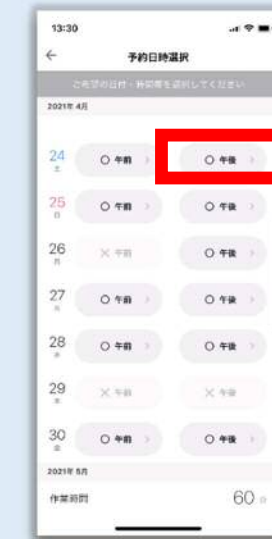 13:30
予約日時選択
ご希望の日付・時間帯を選択してください
2021年 4月
24 ○ 午前 ○ 午後
土
25 ○ 午前 ○ 午後
日
26 × 午前 ○ 午後
月
27 ○ 午前 ○ 午後
28 ○ 午前 ○ 午後
29 × 午前 × 午後
30 ○ 午前 ○ 午後
2021年 5月
作業時間 60 分